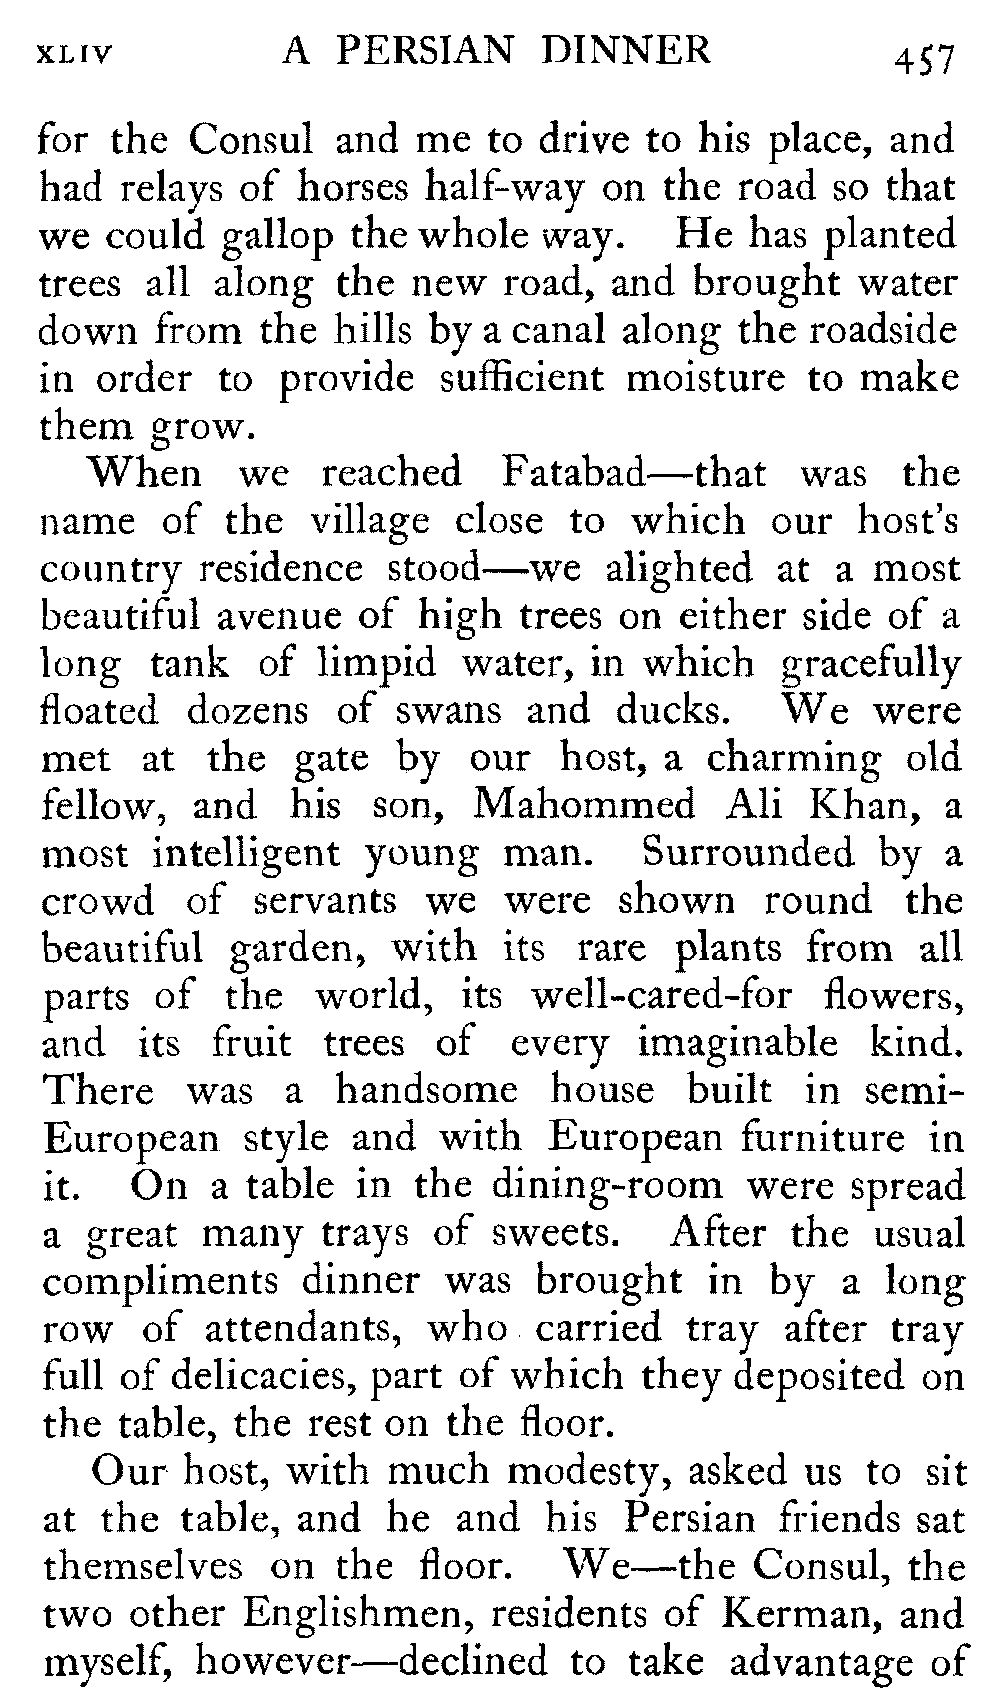 XLIV A PERSIAN DINNER 457
for the Consul and me to drive to his place, and
had relays of horses half-way on the road so that
we could gallop the whole way. He has planted
trees all along the new road, and brought water
down from the hills by a canal along the roadside
in order to provide sufficient moisture to make
them grow.
When we reached Fatabad—that was the
name of the village close to which our host's
country residence stood—we alighted at a most
beautiful avenue of high trees on either side of a
long tank of limpid water, in which gracefully
floated dozens of swans and ducks. We were
met at the gate by our host, a charming old
fellow, and his son, Mahommed Ali Khan, a
most intelligent young man. Surrounded by a
crowd of servants we were shown round the
beautiful garden, with its rare plants from all
parts of the world, its well-cared-for flowers,
and its fruit trees of every imaginable kind.
There was a handsome house built in semi-
European style and with European furniture in
it. On a table in the dining-room were spread
a great many trays of sweets. After the usual
compliments dinner was brought in by a long
row of attendants, who carried tray after tray
full of delicacies, part of which they deposited on
the table, the rest on the floor.
Our host, with much modesty, asked us to sit
at the table, and he and his Persian friends sat
themselves on the floor. We—the Consul, the
two other Englishmen, residents of Kerman, and
myself, however—declined to take advantage of